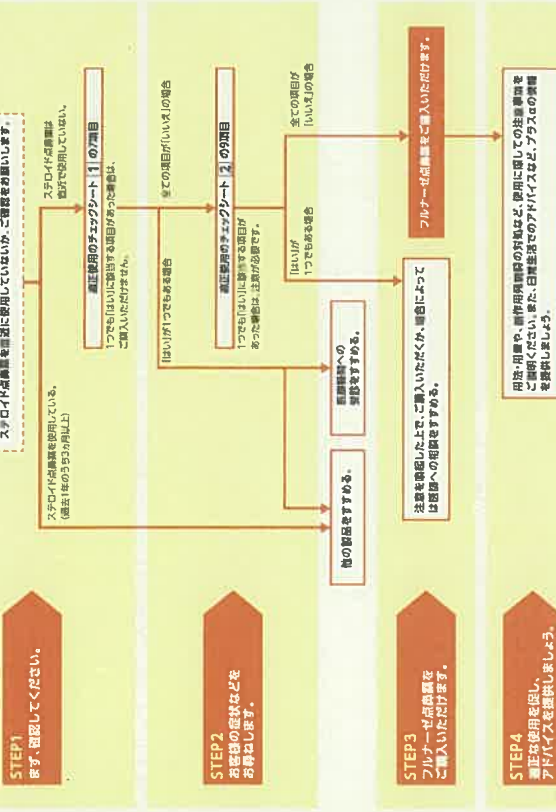 STEP1
まず、確認してください。
ステロイド点鼻薬を最近に使用していないか、ご確認をお願いします。
ステロイド点鼻薬を使用している。
(過去1年のうち3ヵ月以上)
ステロイド点鼻薬は
最近で使用していない。
適正使用のチェックシート 1 の7項目
1つでも「はい」に該当する項目があった場合は、
ご購入いただけません。
STEP2
お客様の症状などを
お尋ねします。
「はい」が1つでもある場合
全ての項目が「いいえ」の場合
適正使用のチェックシート 2 の9項目
1つでも「はい」に該当する項目が
あった場合は、注意が必要です。
「はい」が
1つでもある場合
全ての項目が
「いいえ」の場合
他の製品をすすめる。
医療機関への
受診をすすめる。
STEP3
フルナーゼ点鼻薬を
ご購入いただけます。
注意を喚起した上で、ご購入いただくか、場合によって
は医師への相談をすすめる。
フルナーゼ点鼻薬をご購入いただけます。
STEP4
適正な使用を促し、
アドバイスを提供しましょう。
用法・用量や、副作用発現時の対処など、使用に際しての注意事項を
ご説明ください。また、日常生活でのアドバイスなど、プラスαの情報
を提供しましょう。